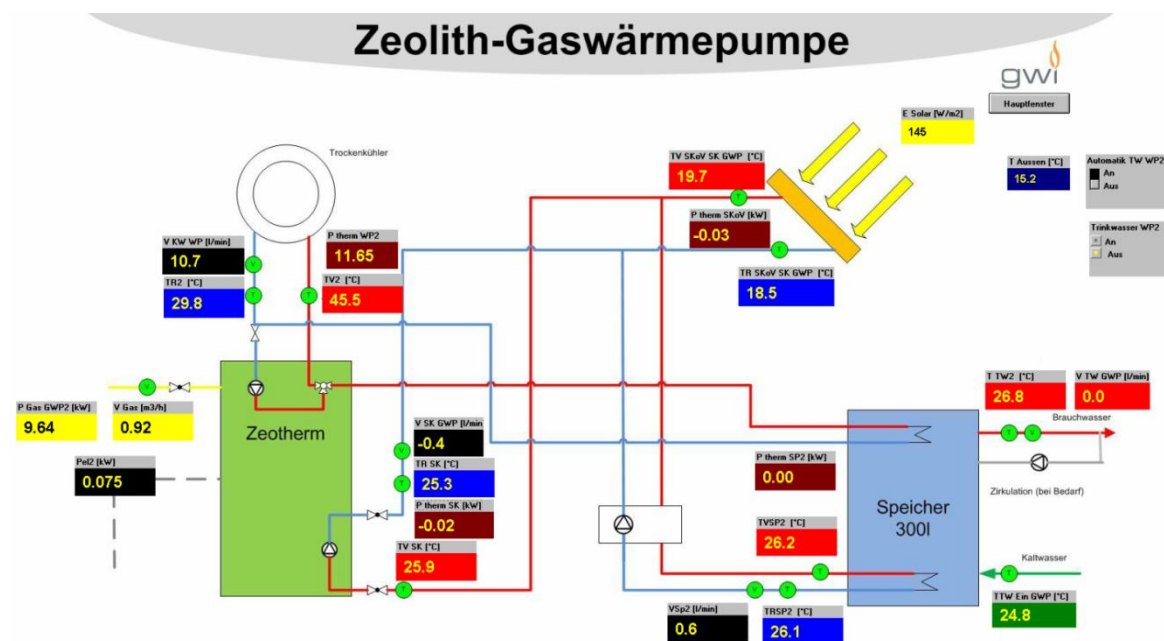 Zeolith-Gaswärmepumpe
gwi
Hauptfenster
E Solar [W/m2]
145
Trockenkühler
TV SKoV SK GWP [°C]
19.7
T Aussen [°C]
15.2
Automatik TW WP2
An
Aus
P therm SKoV [kW]
-0.03
Trinkwasser WP2
An
Aus
V KW WP [l/min]
10.7
P therm WP2
11.65
TR2 [°C]
29.8
TV2 [°C]
45.5
TR SKoV SK GWP [°C]
18.5
P Gas GWP2 [kW]
9.64
V Gas [m3/h]
0.92
Zeotherm
T TW2 [°C]
26.8
V TW GWP [l/min]
0.0
Brauchwasser
V SK GWP [l/min
-0.4
Pel2 [kW]
0.075
TR SK [°C]
25.3
P therm SP2 [kW]
0.00
Zirkulation (bei Bedarf)
P therm SK [kW]
-0.02
Speicher
300l
TVSP2 [°C]
26.2
TV SK [°C]
25.9
Kaltwasser
TTW Ein GWP [°C]
24.8
VSp2 [l/min]
0.6
TRSP2 [°C]
26.1
V
T
T
V
T
T
V
T
T
T
V
T
V
T
T